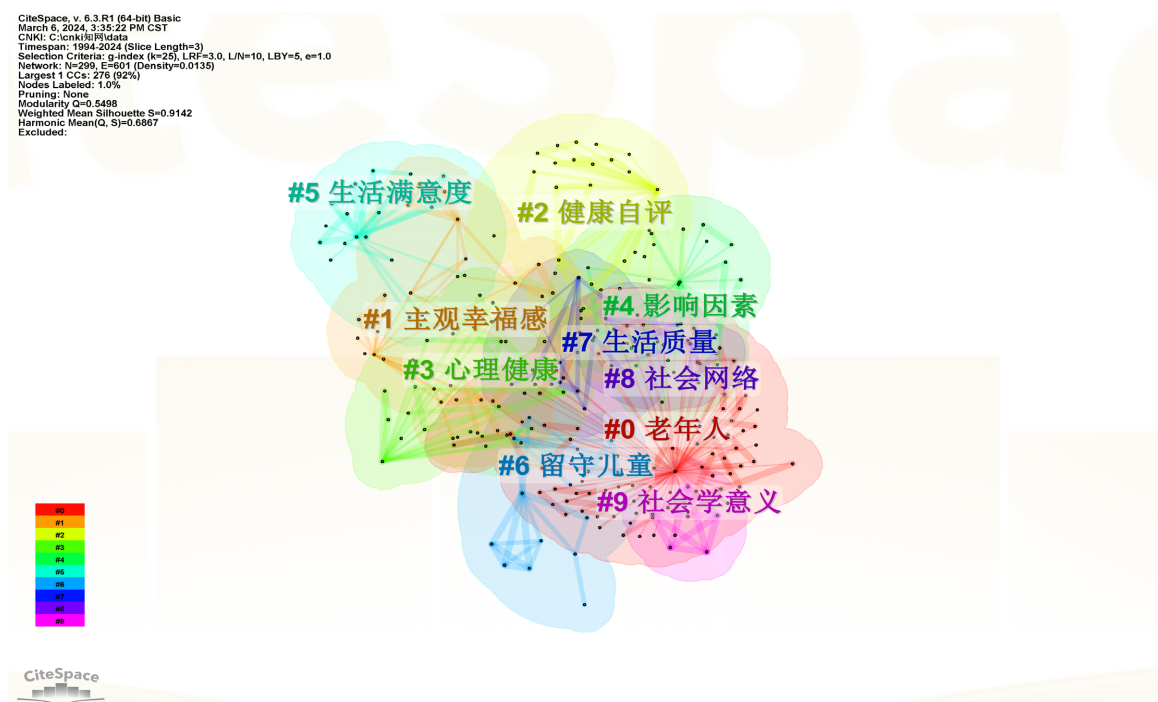 CiteSpace, v. 6.3.R1 (64-bit) Basic
March 6, 2024, 3:35:22 PM CST
CNKI: C:\cnki知网\data
Timespan: 1994-2024 (Slice Length=3)
Selection Criteria: g-index (k=25), LRF=3.0, L/N=10, LBY=5, e=1.0
Network: N=299, E=601 (Density=0.0135)
Largest 1 CCs: 276 (92%)
Nodes Labeled: 1.0%
Pruning: None
Modularity Q=0.5498
Weighted Mean Silhouette S=0.9142
Harmonic Mean(Q, S)=0.6867
Excluded:
#5 生活满意度
#2 健康自评
#4 影响因素
#1 主观幸福感
#7 生活质量
#3 心理健康
#8 社会网络
#0 老年人
#6 留守儿童
#9 社会学意义
#0
#1
#2
#3
#4
#5
#6
#7
#8
#9
CiteSpace